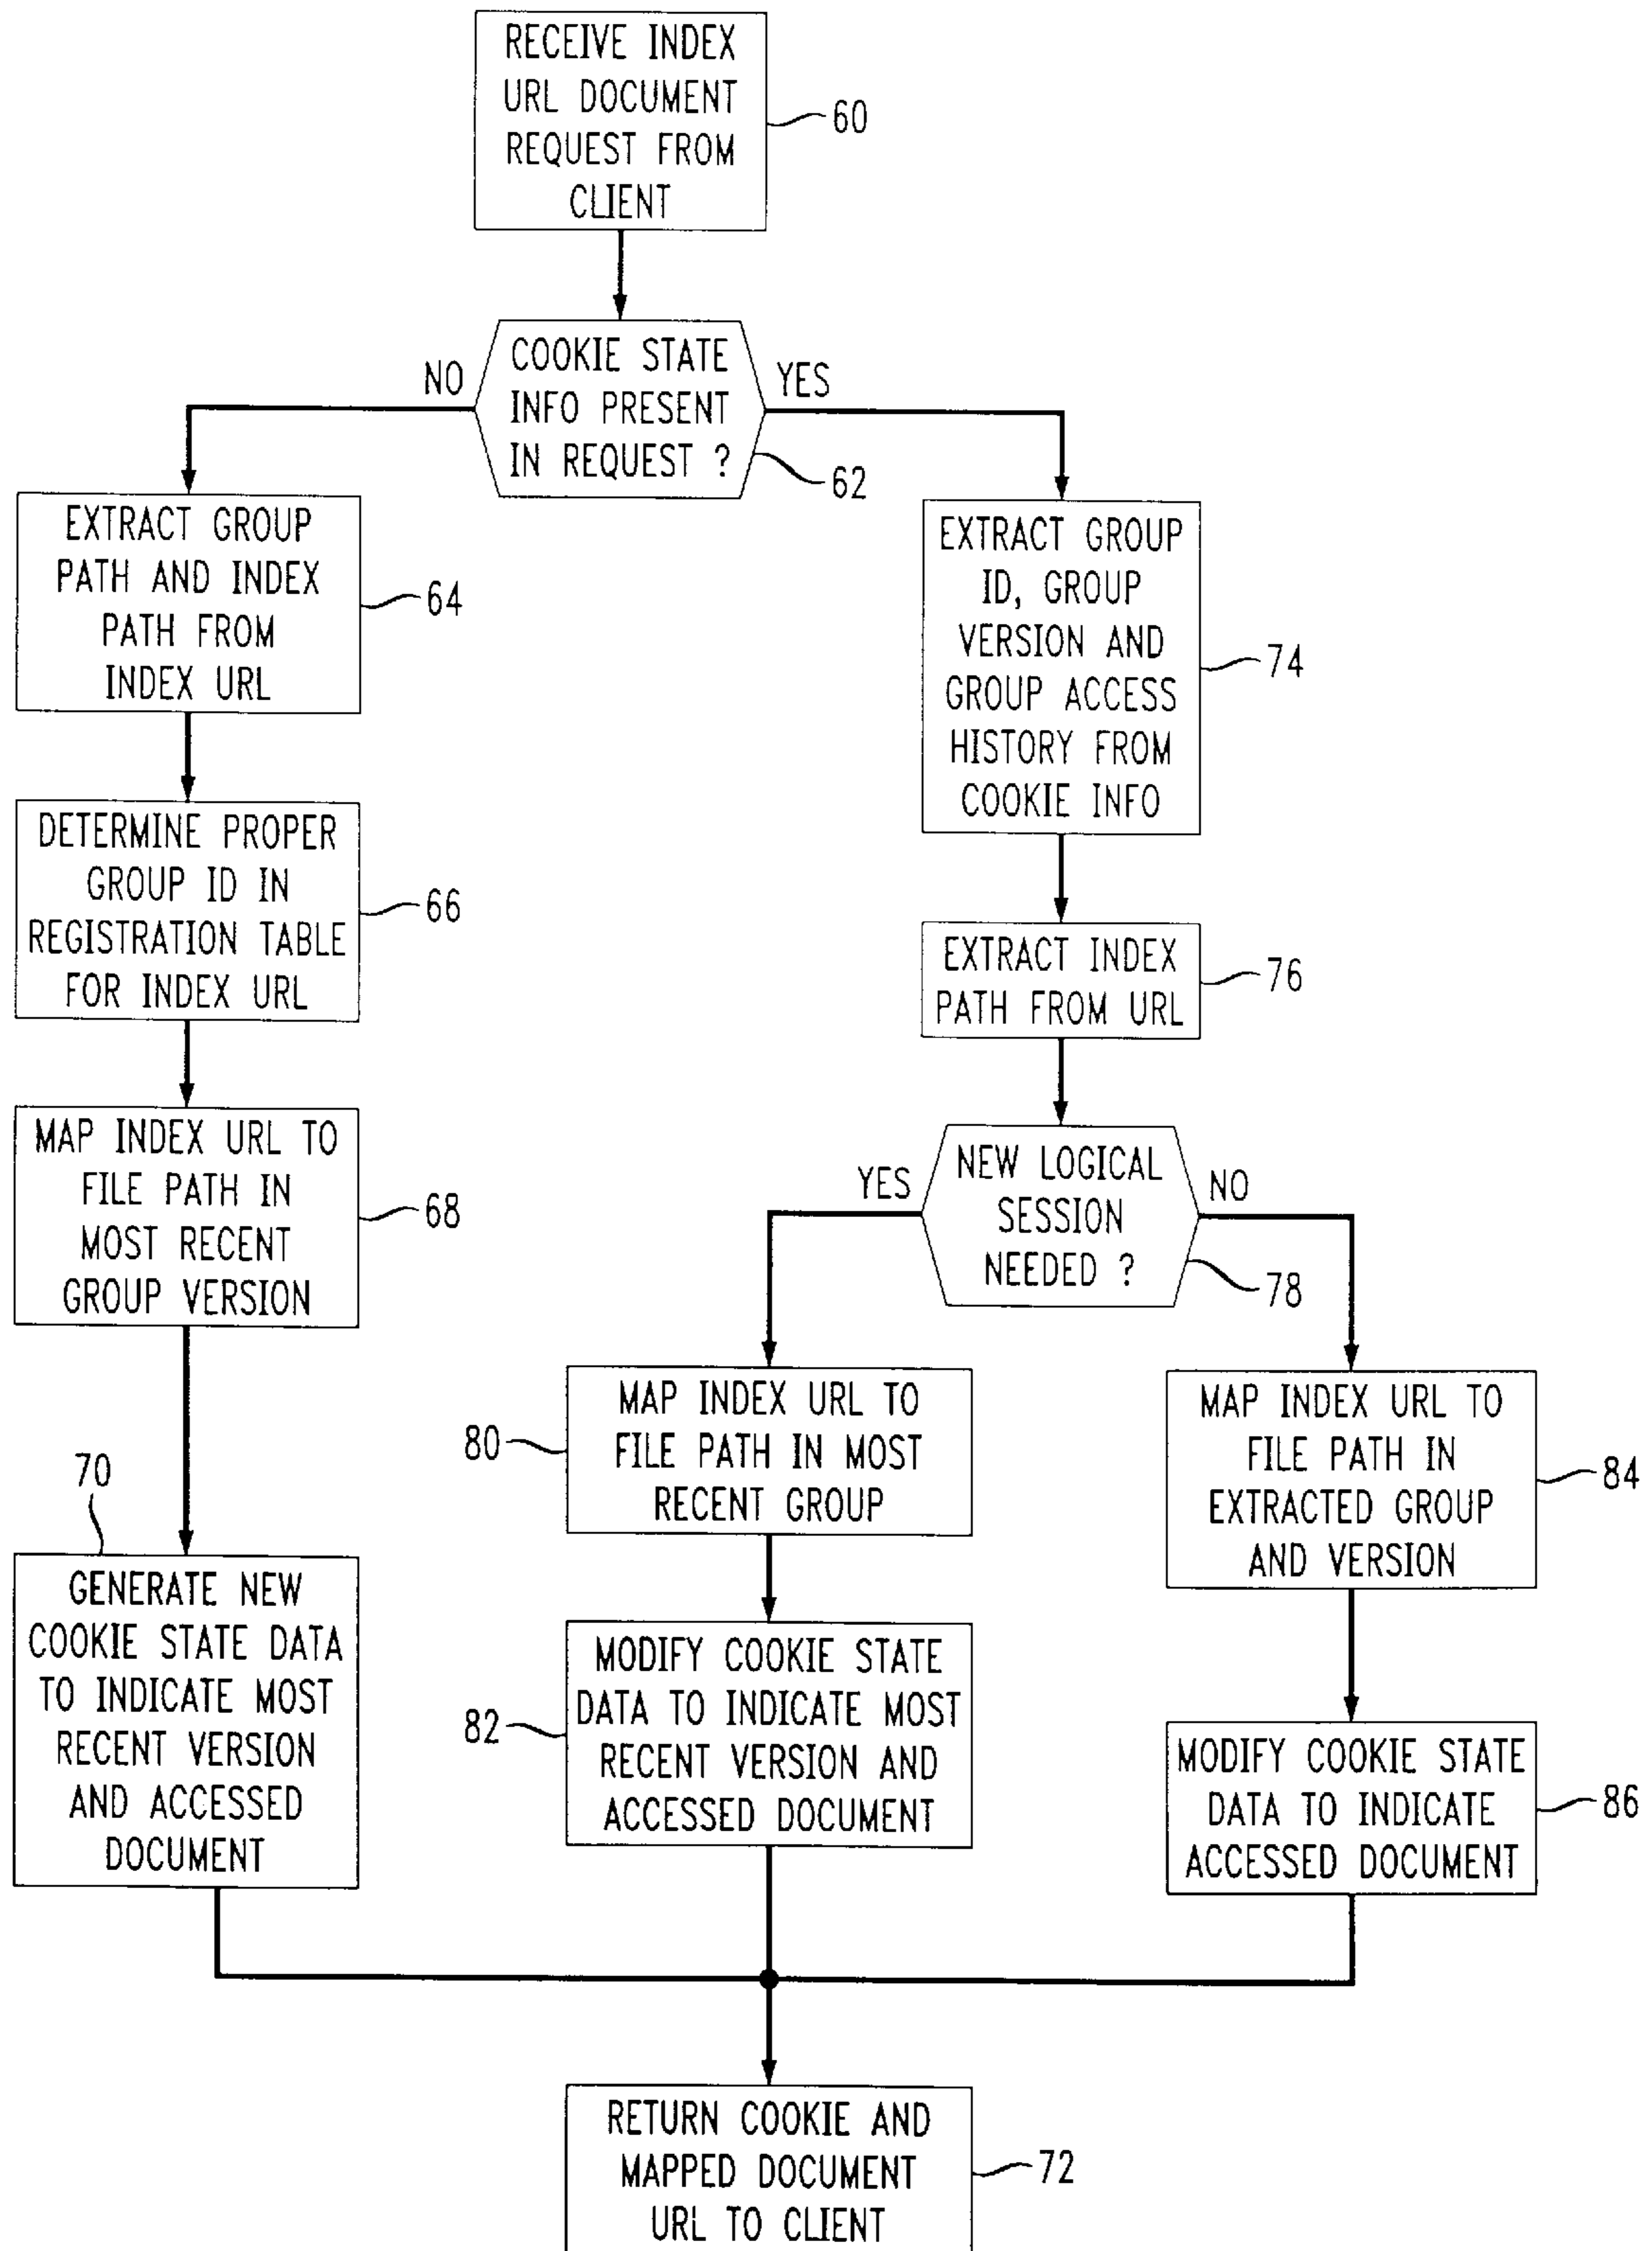 RECEIVE INDEX
URL DOCUMENT
REQUEST FROM
CLIENT
60
COOKIE STATE
INFO PRESENT
IN REQUEST ?
62
NO
YES
EXTRACT GROUP
PATH AND INDEX
PATH FROM
INDEX URL
64
DETERMINE PROPER
GROUP ID IN
REGISTRATION TABLE
FOR INDEX URL
66
MAP INDEX URL TO
FILE PATH IN
MOST RECENT
GROUP VERSION
68
70
GENERATE NEW
COOKIE STATE DATA
TO INDICATE MOST
RECENT VERSION
AND ACCESSED
DOCUMENT
EXTRACT GROUP
ID, GROUP
VERSION AND
GROUP ACCESS
HISTORY FROM
COOKIE INFO
74
EXTRACT INDEX
PATH FROM URL
76
NEW LOGICAL
SESSION
NEEDED ?
78
YES
NO
MAP INDEX URL TO
FILE PATH IN MOST
RECENT GROUP
80
MODIFY COOKIE STATE
DATA TO INDICATE MOST
RECENT VERSION AND
ACCESSED DOCUMENT
82
MAP INDEX URL TO
FILE PATH IN
EXTRACTED GROUP
AND VERSION
84
MODIFY COOKIE STATE
DATA TO INDICATE
ACCESSED DOCUMENT
86
RETURN COOKIE AND
MAPPED DOCUMENT
URL TO CLIENT
72